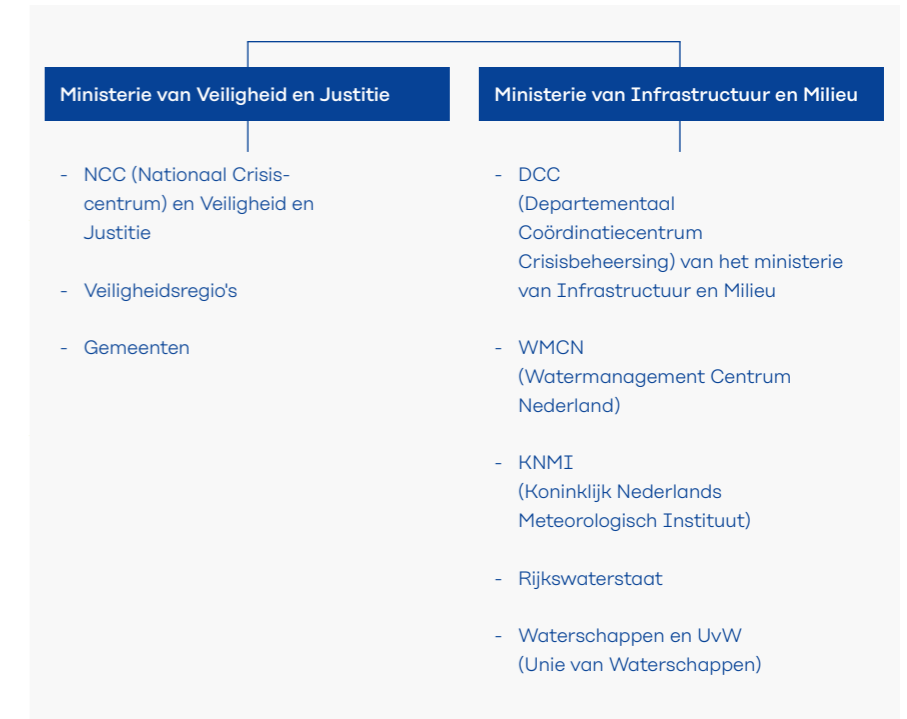 Ministerie van Veiligheid en Justitie
- NCC (Nationaal Crisis-
centrum) en Veiligheid en
Justitie
- Veiligheidsregio's
- Gemeenten
Ministerie van Infrastructuur en Milieu
- DCC
(Departementaal
Coördinatiecentrum
Crisisbeheersing) van het ministerie
van Infrastructuur en Milieu
- WMCN
(Watermanagement Centrum
Nederland)
- KNMI
(Koninklijk Nederlands
Meteorologisch Instituut)
- Rijkswaterstaat
- Waterschappen en UvW
(Unie van Waterschappen)